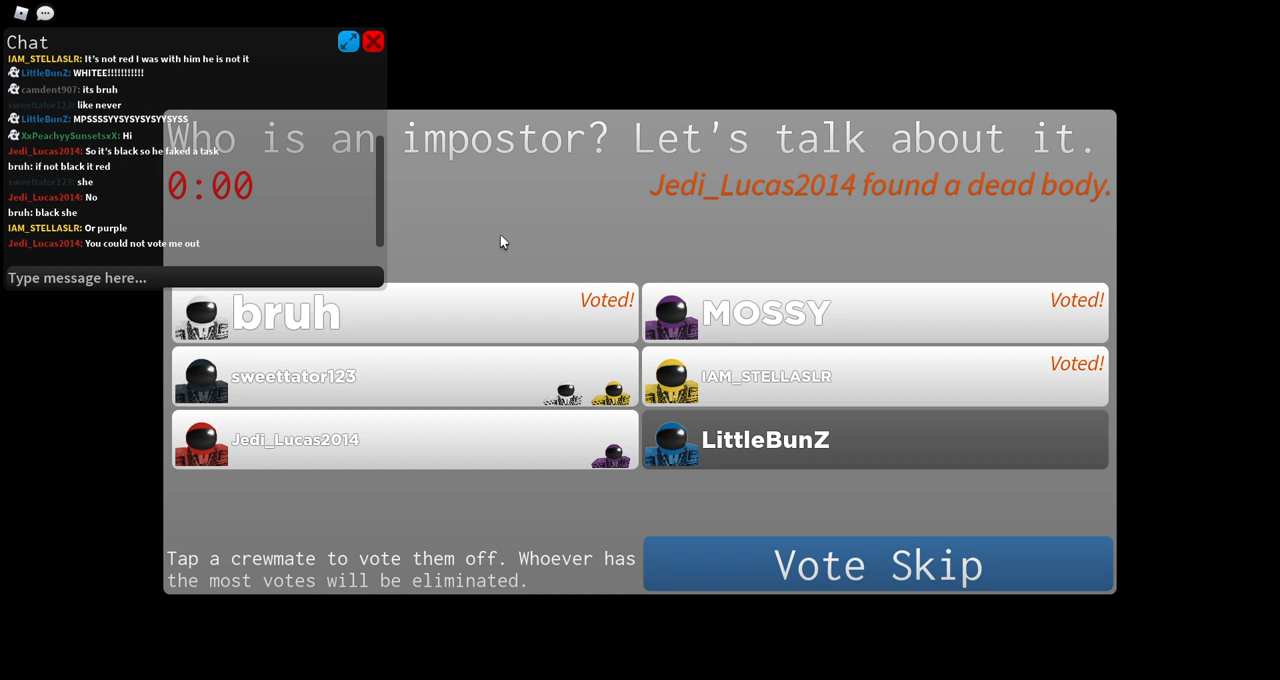 Chat
IAM_STELLASLR: It's not red I was with him he is not it
LittleBunZ: WHITEE!!!!!!!!!!!
camdent907: its bruh
sweettator123: like never
LittleBunZ: MPSSSSYYSYSYSYSYYSYSS
XxPeachyySunsetsxX: Hi
Jedi_Lucas2014: So it's black so he faked a task
bruh: if not black it red
sweettator123: she
Jedi_Lucas2014: No
bruh: black she
IAM_STELLASLR: Or purple
Jedi_Lucas2014: You could not vote me out
Type message here...
Who is an impostor? Let's talk about it.
0:00
Jedi_Lucas2014 found a dead body.
bruh
Voted!
MOSSY
Voted!
sweettator123
IAM_STELLASLR
Voted!
Jedi_Lucas2014
LittleBunZ
Tap a crewmate to vote them off. Whoever has
the most votes will be eliminated.
Vote Skip